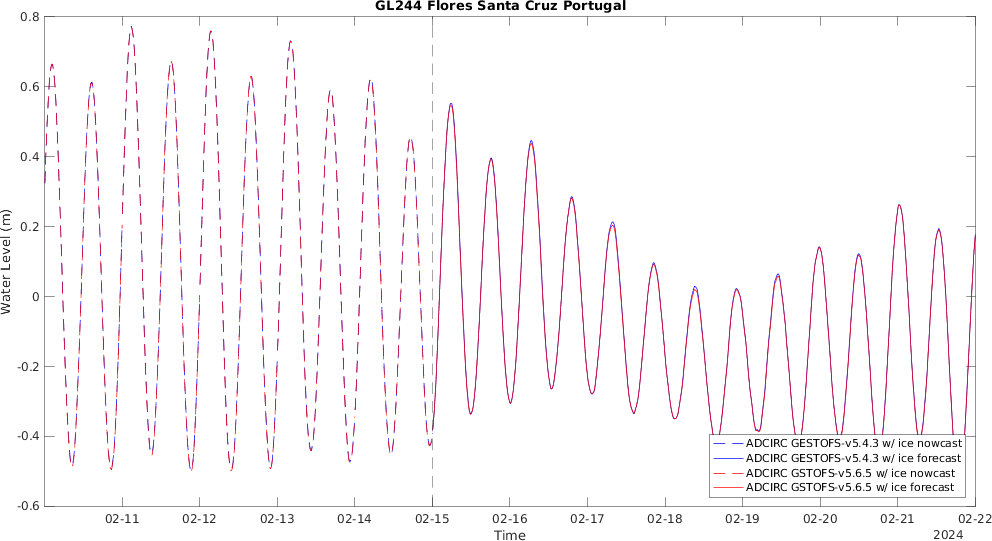 GL244 Flores Santa Cruz Portugal
0.8
0.6
0.4
0.2
0
-0.2
-0.4
-0.6
Water Level (m)
ADCIRC GESTOFS-v5.4.3 w/ ice nowcast
ADCIRC GESTOFS-v5.4.3 w/ ice forecast
ADCIRC GSTOFS-v5.6.5 w/ ice nowcast
ADCIRC GSTOFS-v5.6.5 w/ ice forecast
02-11 02-12 02-13 02-14 02-15 02-16 02-17 02-18 02-19 02-20 02-21 02-22
Time
2024